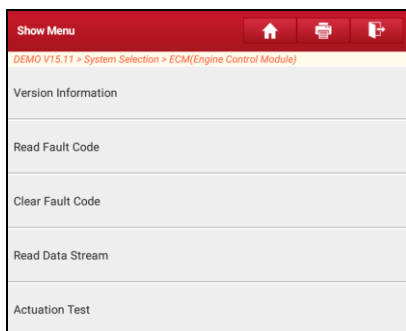 Show Menu
DEMO V15.11 > System Selection > ECM(Engine Control Module)
Version Information
Read Fault Code
Clear Fault Code
Read Data Stream
Actuation Test